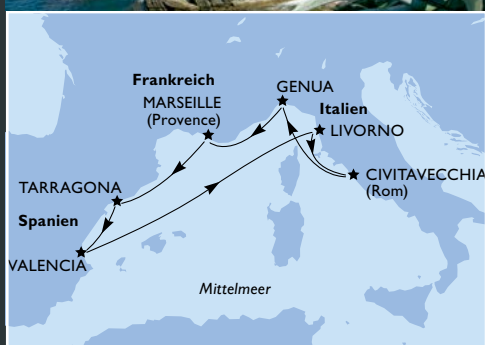 Frankreich
MARSEILLE
(Provence)
GENUA
Italien
LIVORNO
CIVITAVECCHIA
(Rom)
TARRAGONA
Spanien
VALENCIA
Mittelmeer